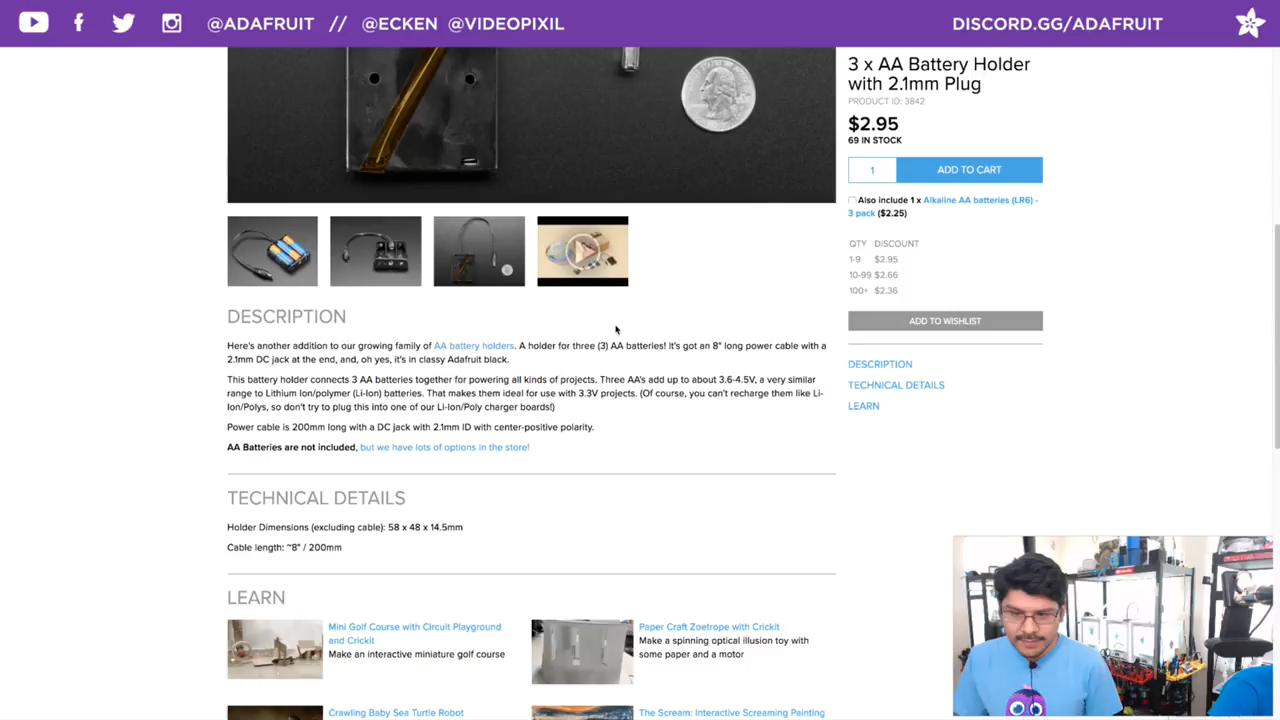 @ADAFRUIT // @ECKEN @VIDEOPIXIL
DISCORD.GG/ADAFRUIT
3 x AA Battery Holder
with 2.1mm Plug
PRODUCT ID: 3842
$2.95
69 IN STOCK
1
ADD TO CART
Also include 1 x Alkaline AA batteries (LR6) -
3 pack ($2.25)
QTY DISCOUNT
1-9 $2.95
10-99 $2.66
100+ $2.36
ADD TO WISHLIST
DESCRIPTION
TECHNICAL DETAILS
LEARN
DESCRIPTION
Here's another addition to our growing family of AA battery holders. A holder for three (3) AA batteries! It's got an 8" long power cable with a
2.1mm DC jack at the end, and, oh yes, it's in classy Adafruit black.
This battery holder connects 3 AA batteries together for powering all kinds of projects. Three AA's add up to about 3.6-4.5V, a very similar
range to Lithium Ion/polymer (Li-Ion) batteries. That makes them ideal for use with 3.3V projects. (Of course, you can't recharge them like Li-
Ion/Polys, so don't try to plug this into one of our Li-Ion/Poly charger boards!)
Power cable is 200mm long with a DC jack with 2.1mm ID with center-positive polarity.
AA Batteries are not included, but we have lots of options in the store!
TECHNICAL DETAILS
Holder Dimensions (excluding cable): 58 x 48 x 14.5mm
Cable length: ~8" / 200mm
LEARN
Mini Golf Course with Circuit Playground
and Crickit
Make an interactive miniature golf course
Paper Craft Zoetrope with Crickit
Make a spinning optical illusion toy with
some paper and a motor
Crawling Baby Sea Turtle Robot
The Scream: Interactive Screaming Painting